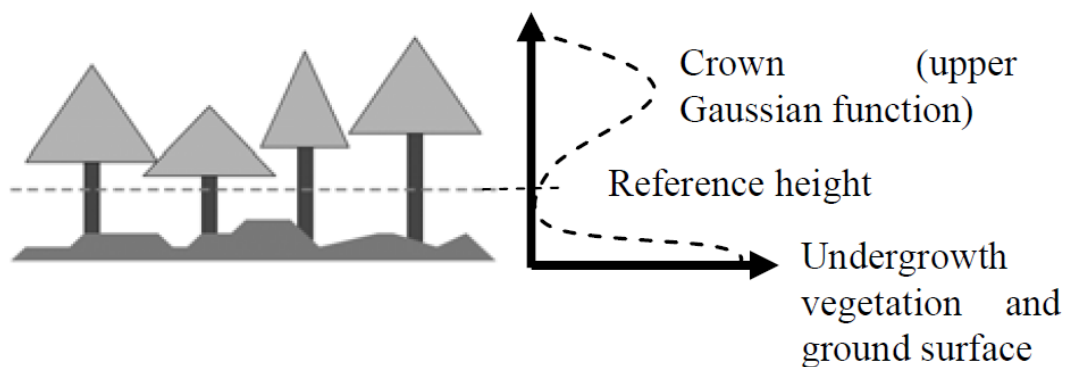 Crown (upper
Gaussian function)
Reference height
Undergrowth
vegetation and
ground surface